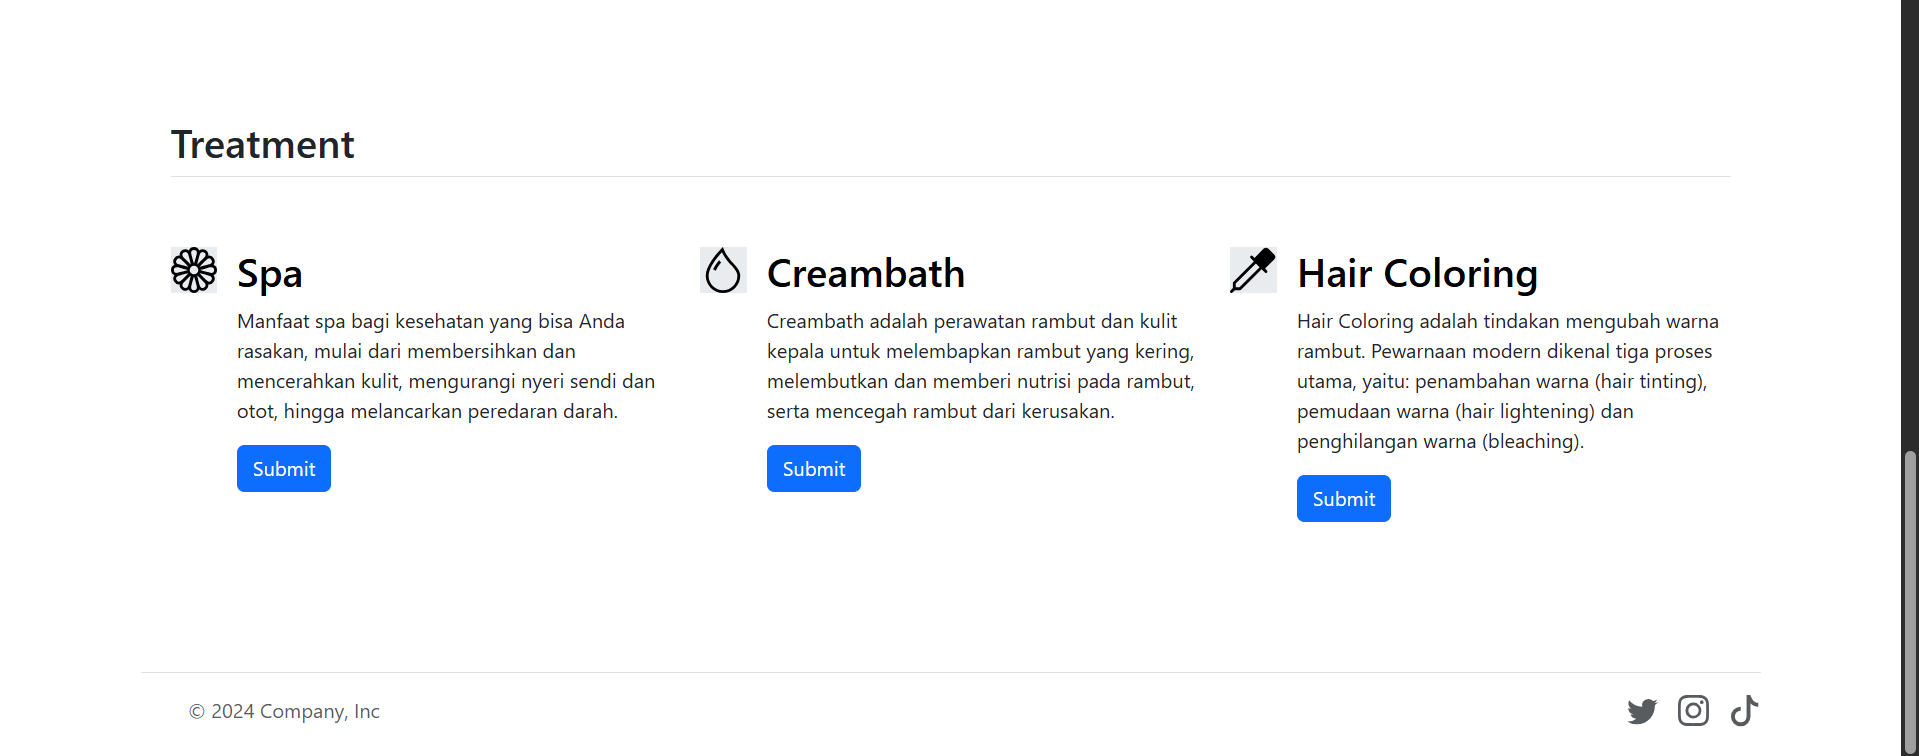 Treatment
Spa
Manfaat spa bagi kesehatan yang bisa Anda
rasakan, mulai dari membersihkan dan
mencerahkan kulit, mengurangi nyeri sendi dan
otot, hingga melancarkan peredaran darah.
Submit
Creambath
Creambath adalah perawatan rambut dan kulit
kepala untuk melembapkan rambut yang kering,
melembutkan dan memberi nutrisi pada rambut,
serta mencegah rambut dari kerusakan.
Submit
Hair Coloring
Hair Coloring adalah tindakan mengubah warna
rambut. Pewarnaan modern dikenal tiga proses
utama, yaitu: penambahan warna (hair tinting),
pemudaan warna (hair lightening) dan
penghilangan warna (bleaching).
Submit
© 2024 Company, Inc